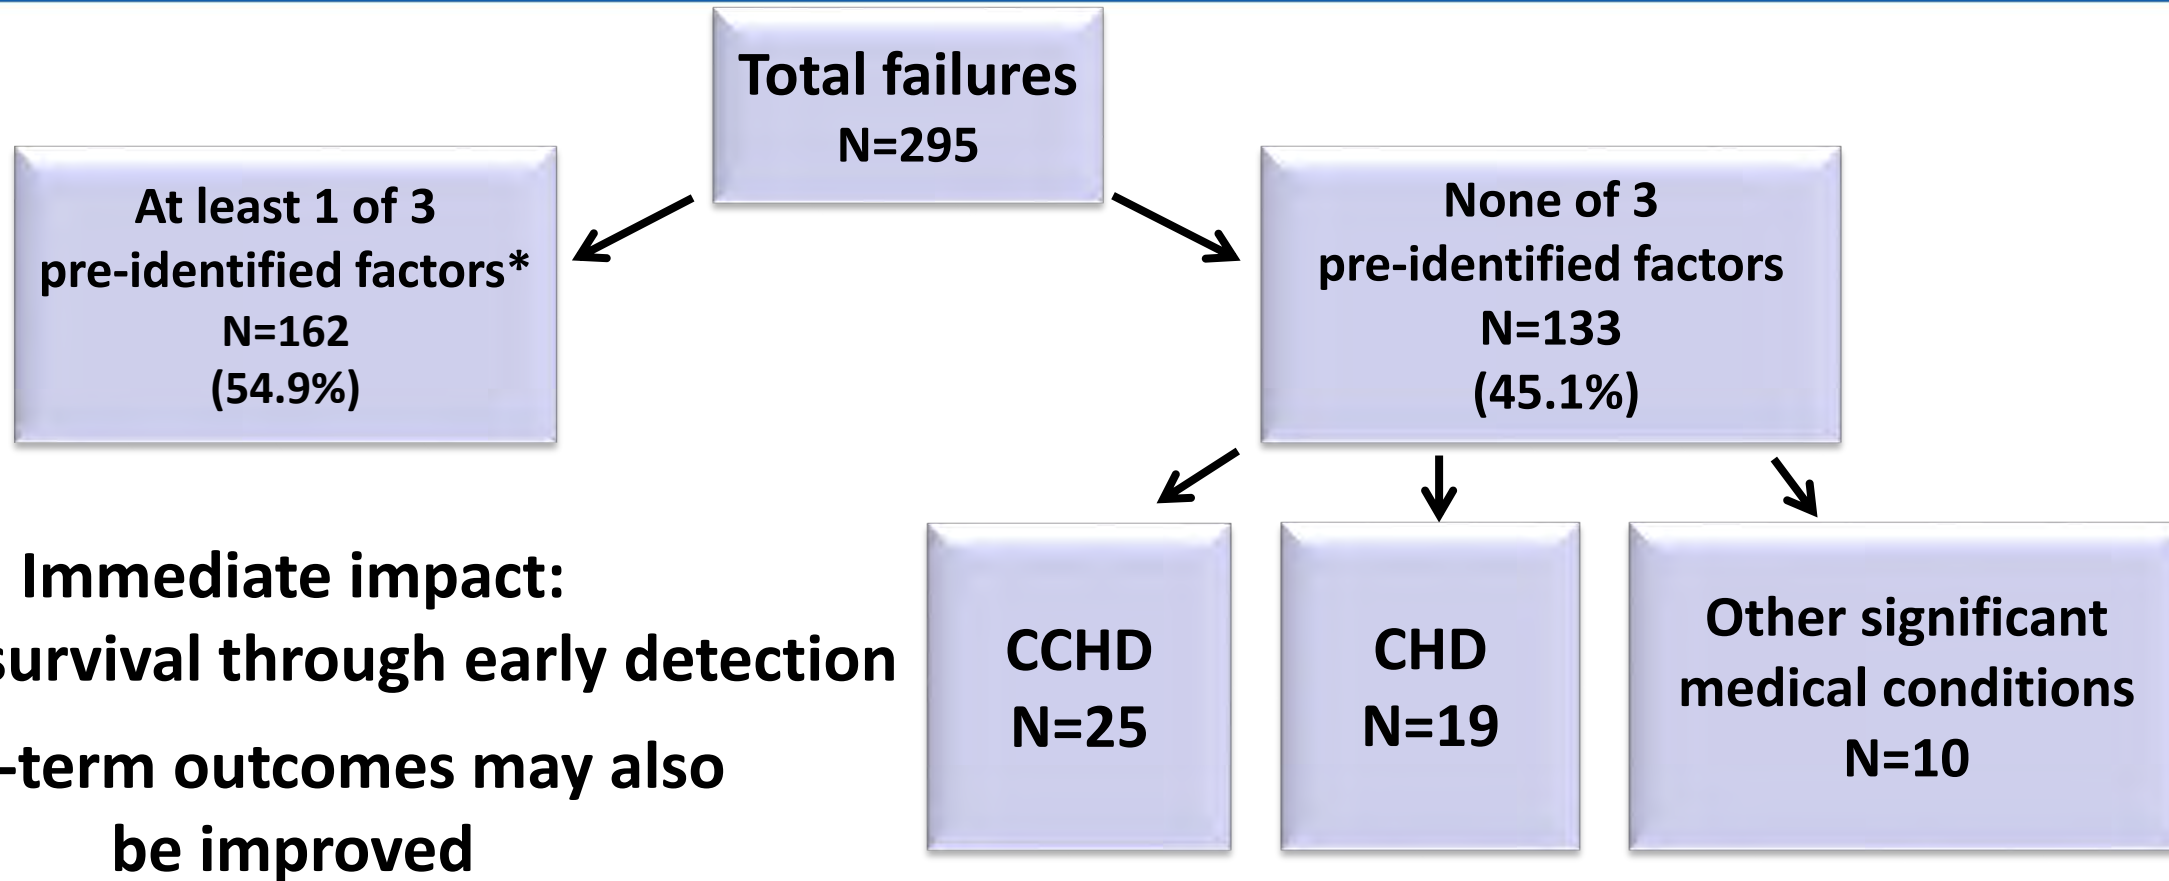 Total failures
N=295
At least 1 of 3
pre-identified factors*
N=162
(54.9%)
None of 3
pre-identified factors
N=133
(45.1%)
Immediate impact:
survival through early detection
-term outcomes may also
be improved
CCHD
N=25
CHD
N=19
Other significant
medical conditions
N=10